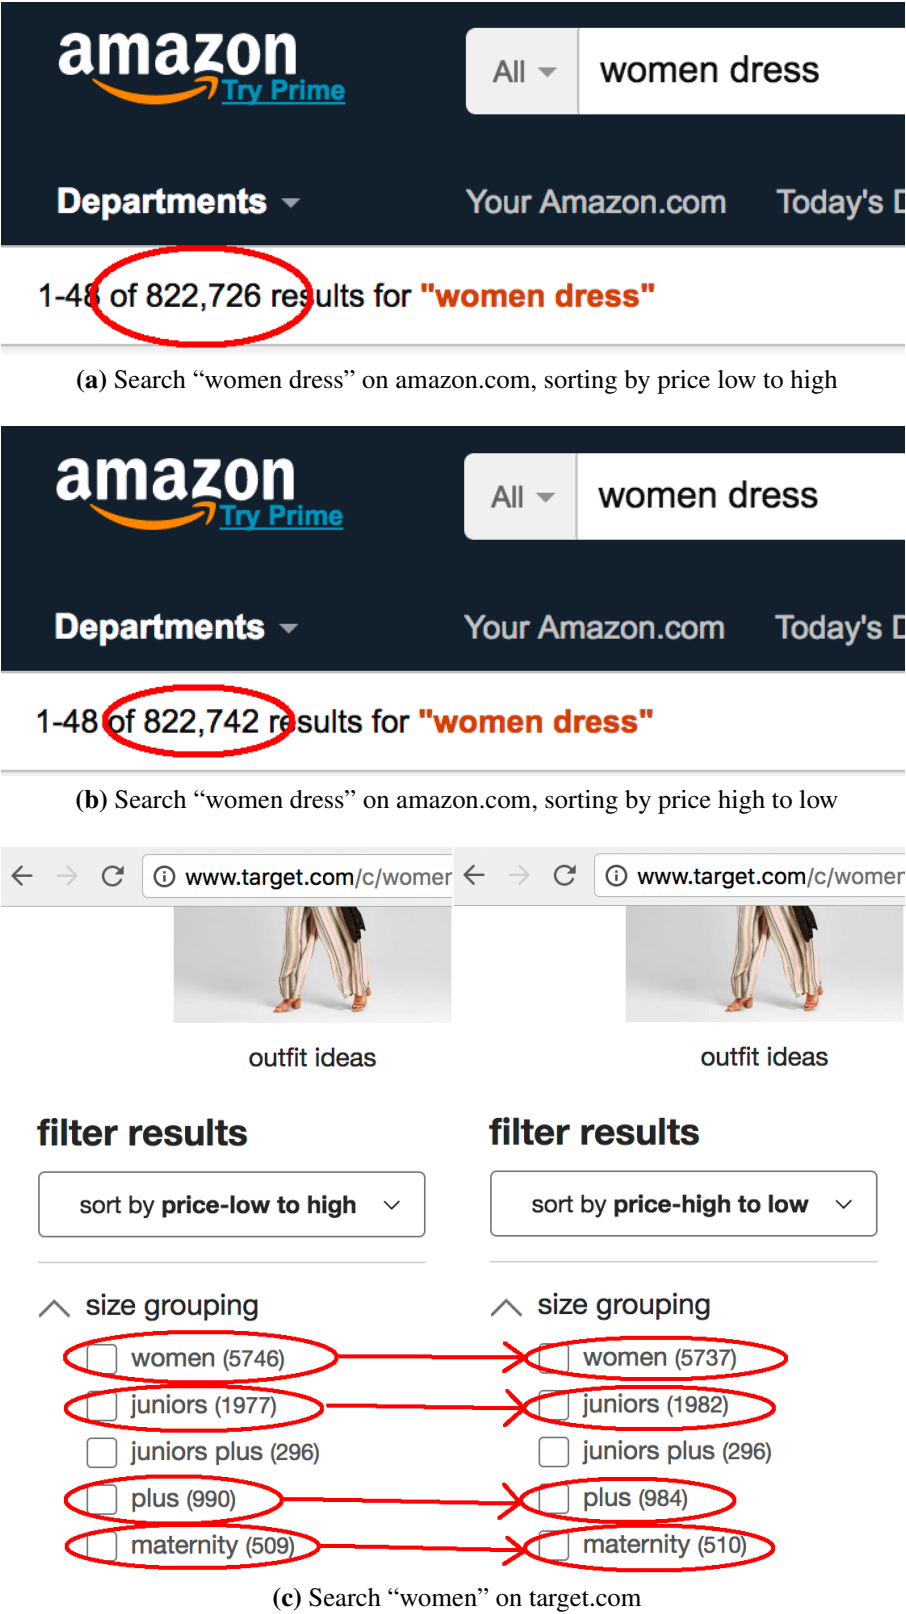 amazon
Try Prime
All
women dress
Departments
Your Amazon.com
Today's D
1-48 of 822,726 results for "women dress"
(a) Search “women dress” on amazon.com, sorting by price low to high
amazon
Try Prime
All
women dress
Departments
Your Amazon.com
Today's D
1-48 of 822,742 results for "women dress"
(b) Search “women dress” on amazon.com, sorting by price high to low
www.target.com/c/women
outfit ideas
filter results
sort by price-low to high
size grouping
women (5746)
juniors (1977)
juniors plus (296)
plus (990)
maternity (509)
www.target.com/c/women
outfit ideas
filter results
sort by price-high to low
size grouping
women (5737)
juniors (1982)
juniors plus (296)
plus (984)
maternity (510)
(c) Search “women” on target.com